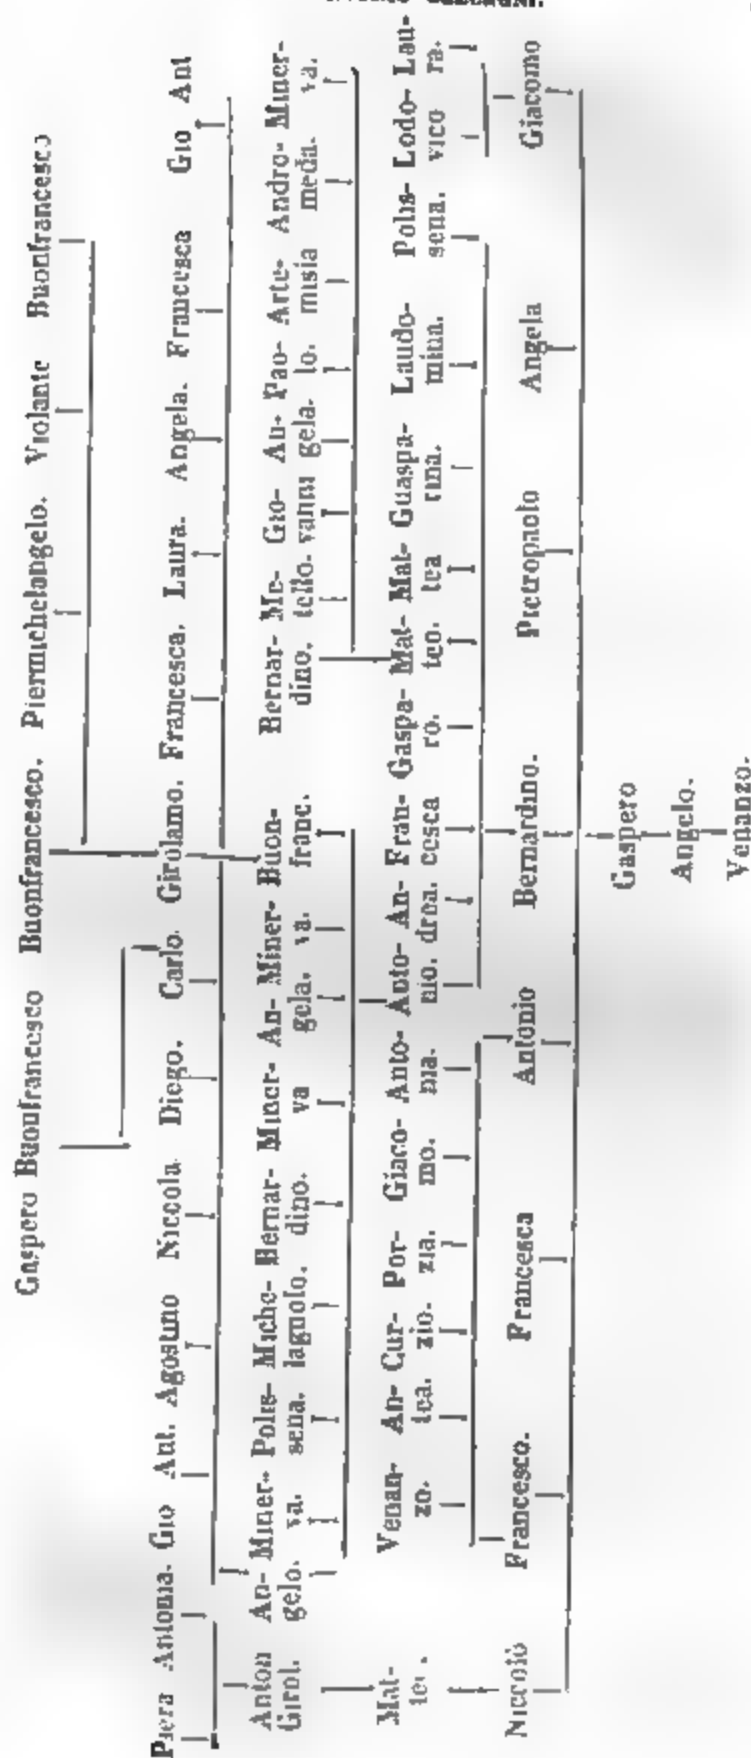 Gaspero Buonfrancesco Buonfrancesco. Piermichelangelo. Violante Buonfrancesco
Piera Antonia. Gio Ant. Agostino Niccola Diego. Carlo. Girolamo. Francesca. Laura. Angela. Francesca Gio Ant
Anton An- Miner- Polis- Miche- Bernar- Miner- An- Miner- Buon- Bernar- Me- Gio- An- Pao- Arte- Andro- Miner-
Girol. gelo. va. sena. lagnolo. dino. va gela. va. franc. dino. tello. vanni gela- lo. misia meda. va.
Mat- Venan- An- Cur- Por- Giaco- Anto- Anto- An- Fran- Gaspa- Mat- Mat- Guaspa- Laudo- Polis- Lodo- Lau-
zo. ica. zio. zia. mo. nia. nio. drea. cesca ro. teo. tea rina. mina. sena. vico ra.
Niccolò Francesco. Francesca Antonio Bernardino. Pietropaolo Angela Giacomo
Gaspero
Angelo.
Venanzo.